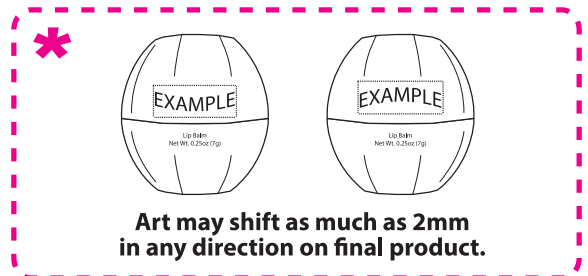 *
EXAMPLE
Lip Balm
Net Wt. 0.25oz (7g)
EXAMPLE
Lip Balm
Net Wt. 0.25oz (7g)
Art may shift as much as 2mm
in any direction on final product.